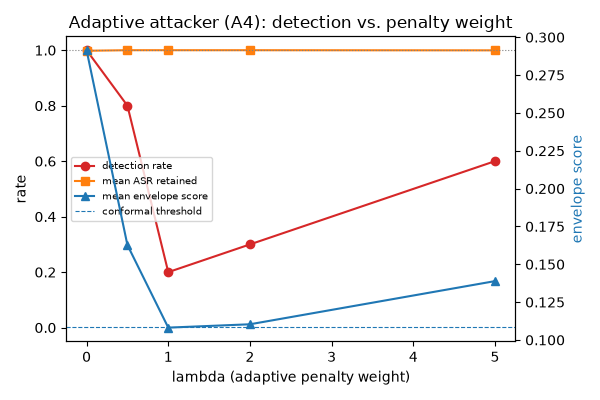 Adaptive attacker (A4): detection vs. penalty weight
1.0
0.8
0.6
0.4
0.2
0.0
rate
detection rate
mean ASR retained
mean envelope score
conformal threshold
0.300
0.275
0.250
0.225
0.200
0.175
0.150
0.125
0.100
envelope score
0 1 2 3 4 5
lambda (adaptive penalty weight)